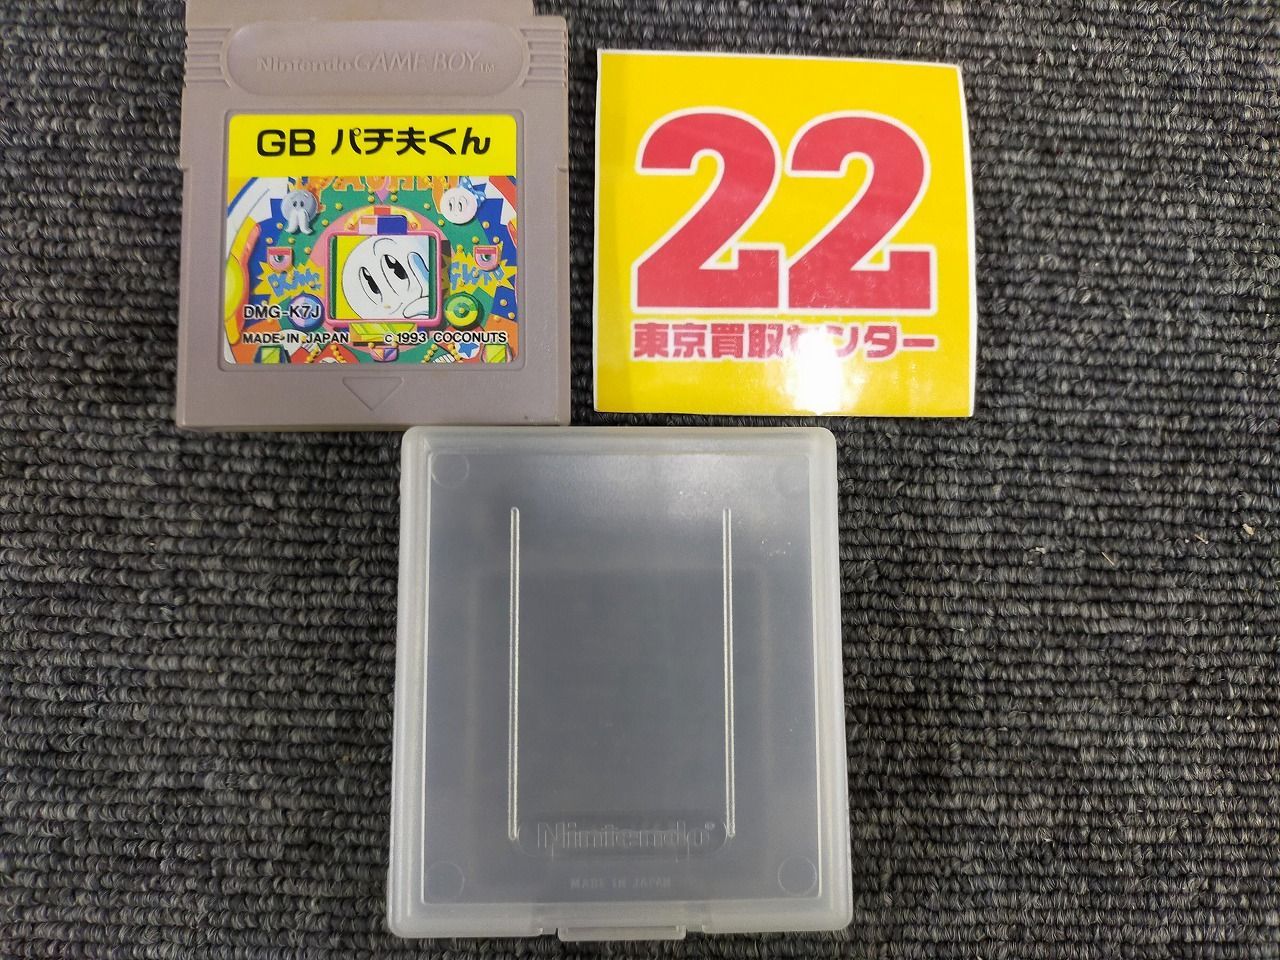 Nintendo GAME BOY TM
GB パチ夫くん
DMG-K7J
MADE IN JAPAN
© 1993 COCONUTS
22
東京買取センター
Nintendo®
MADE IN JAPAN